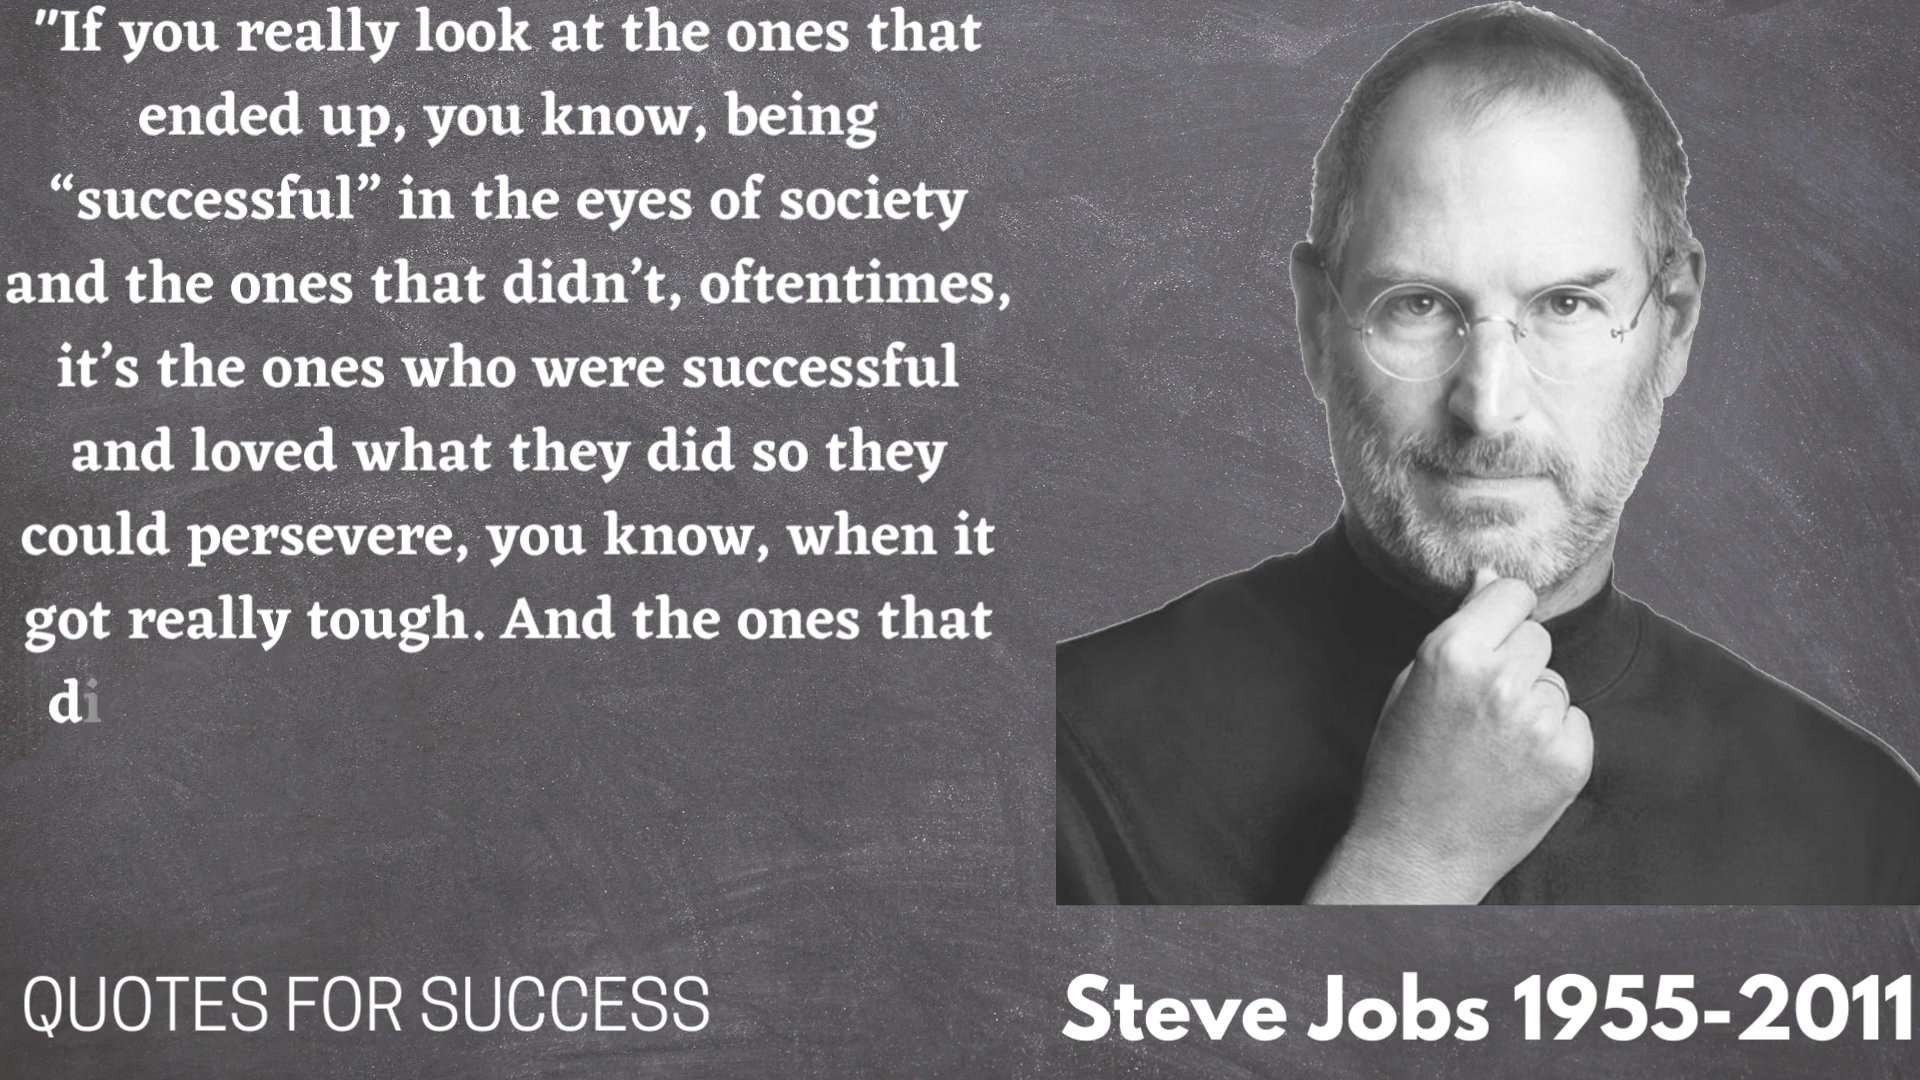 "If you really look at the ones that
ended up, you know, being
“successful” in the eyes of society
and the ones that didn’t, oftentimes,
it’s the ones who were successful
and loved what they did so they
could persevere, you know, when it
got really tough. And the ones that
di
QUOTES FOR SUCCESS
Steve Jobs 1955-2011